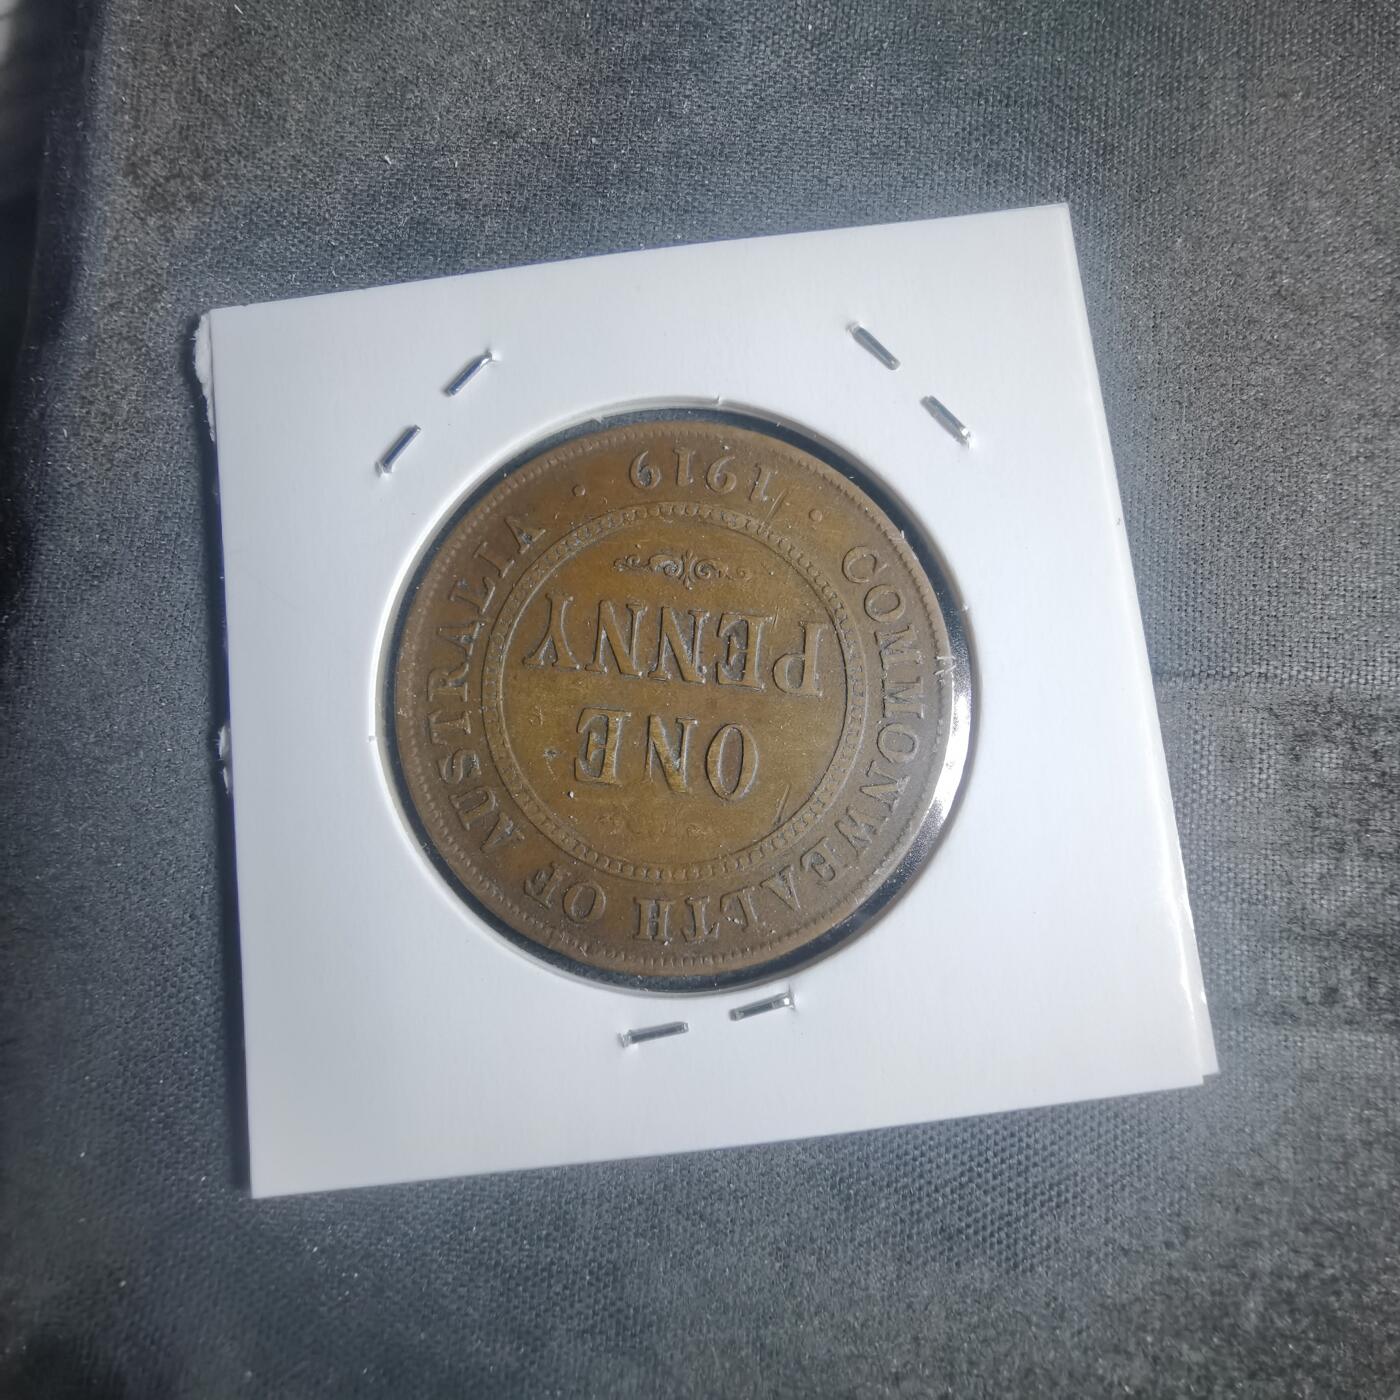 COMMONWEALTH OF AUSTRALIA
ONE
PENNY
· 1919 ·